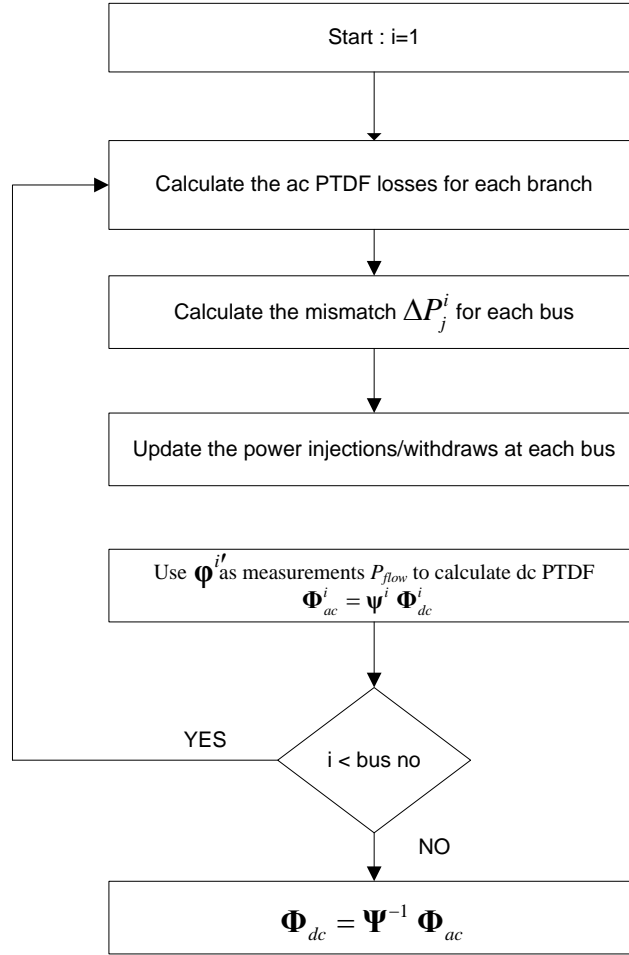 Start : i=1
Calculate the ac PTDF losses for each branch
Calculate the mismatch ΔP_j^i for each bus
Update the power injections/withdraws at each bus
Use φ^i′ as measurements P_flow to calculate dc PTDF
Φ_ac^i = ψ^i Φ_dc^i
YES
i < bus no
NO
Φ_dc = Ψ^−1 Φ_ac